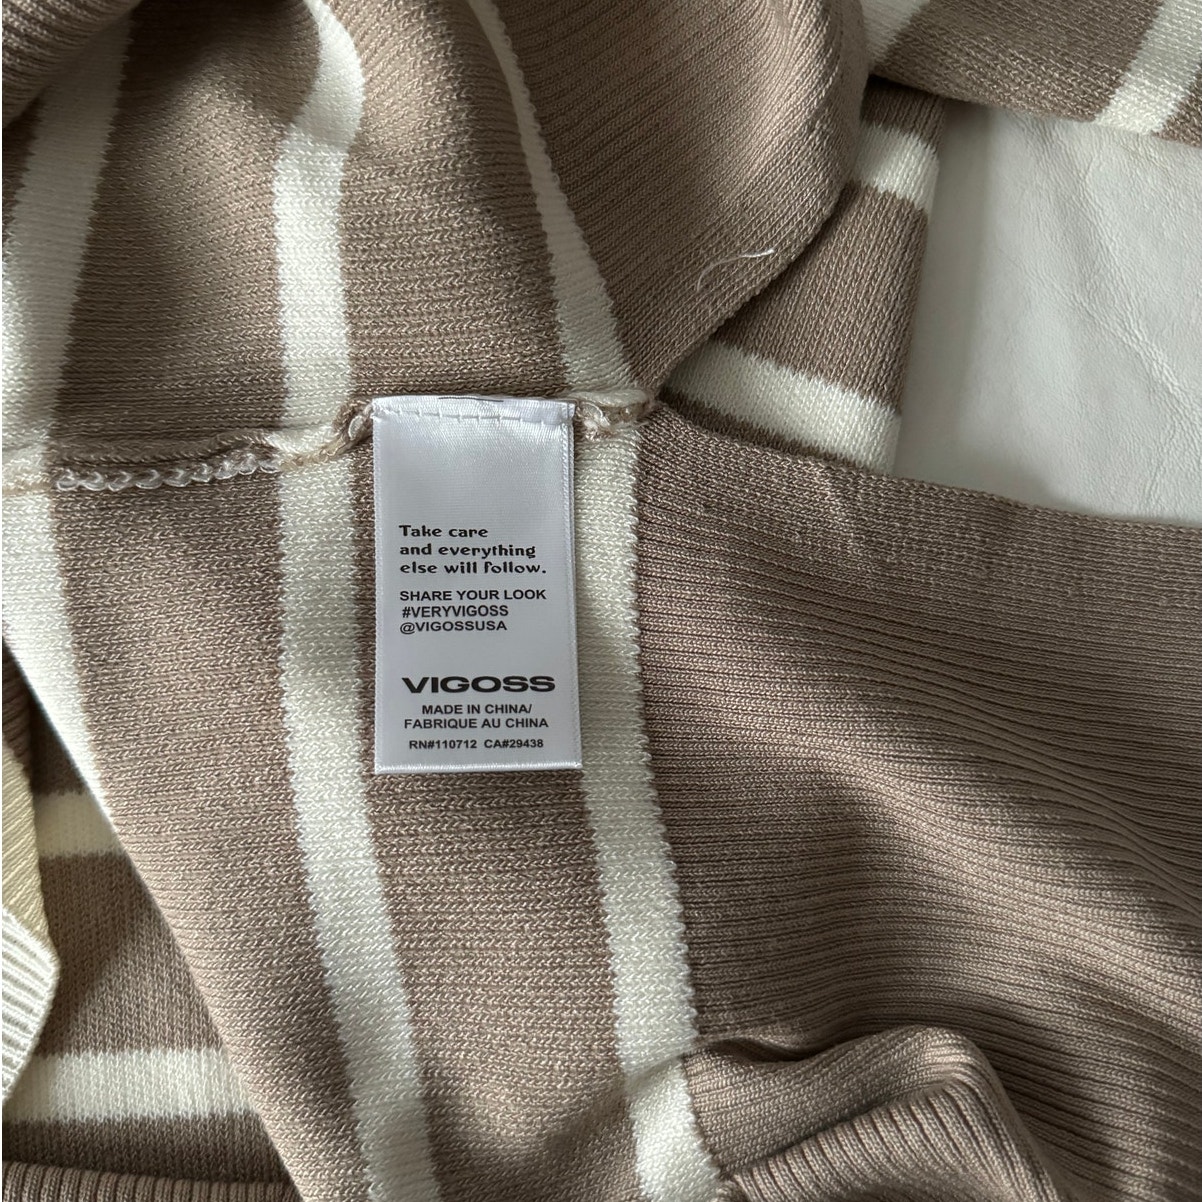 Take care
and everything
else will follow.
SHARE YOUR LOOK
#VERYVIGOSS
@VIGOSSUSA
VIGOSS
MADE IN CHINA/
FABRIQUE AU CHINA
RN#110712 CA#29438